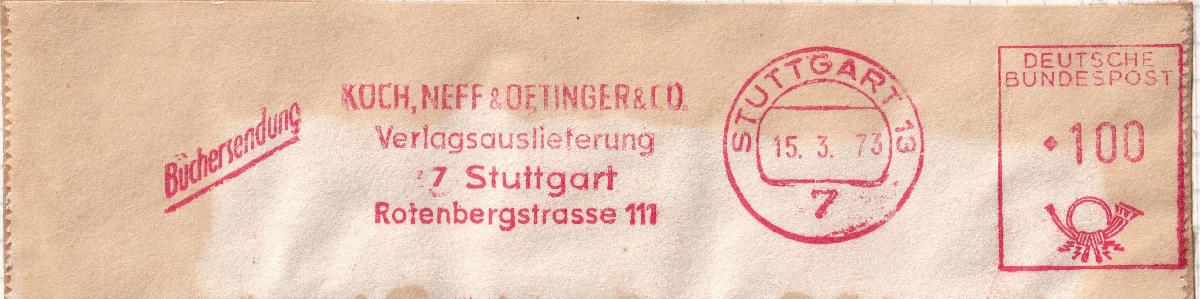 Büchersendung
KOCH, NEFF & OETINGER & CO.
Verlagsauslieferung
7 Stuttgart
Rotenbergstrasse 111
STUTTGART 13
15. 3. 73
7
DEUTSCHE
BUNDESPOST
100